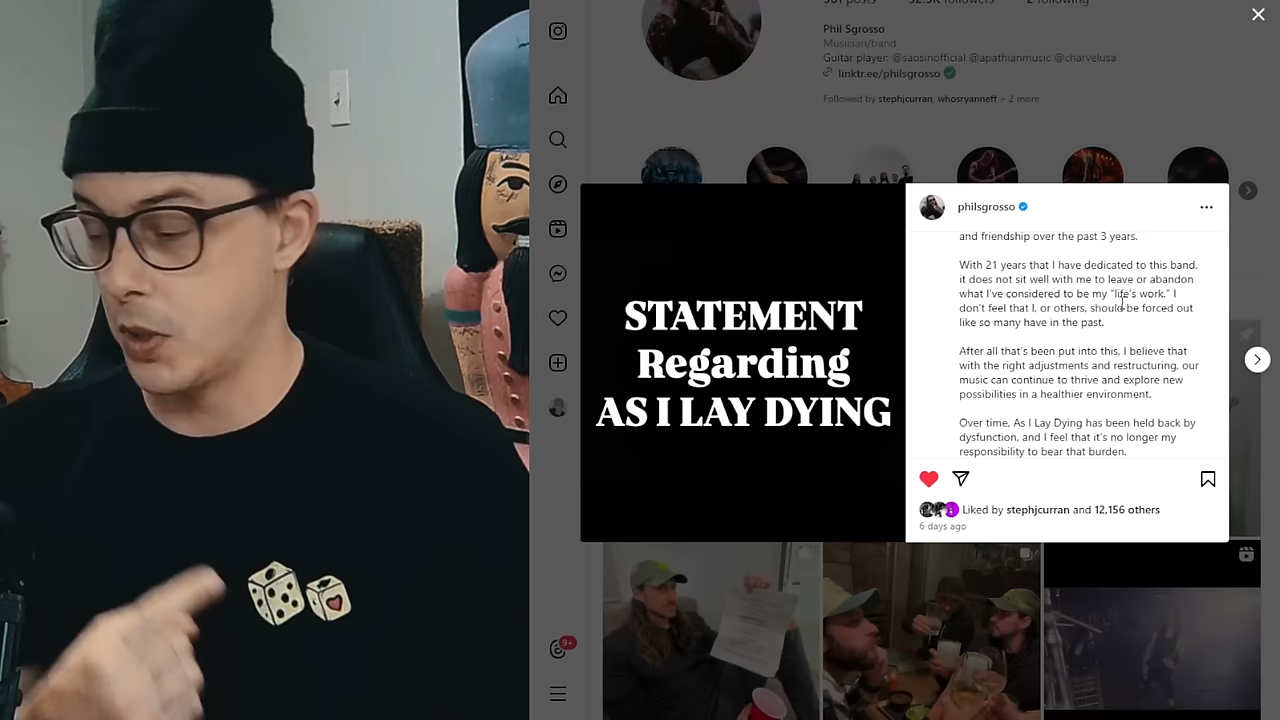 Phil Sgrosso
Musician/band
Guitar player: @saosinofficial @apathianmusic @charvelusa
linktr.ee/philsgrosso
Followed by stephjcurran, whosryanneff + 2 more
philsgrosso
and friendship over the past 3 years.
With 21 years that I have dedicated to this band,
it does not sit well with me to leave or abandon
what I've considered to be my "life's work." I
don't feel that I, or others, should be forced out
like so many have in the past.
After all that's been put into this, I believe that
with the right adjustments and restructuring, our
music can continue to thrive and explore new
possibilities in a healthier environment.
Over time, As I Lay Dying has been held back by
dysfunction, and I feel that it's no longer my
responsibility to bear that burden.
STATEMENT
Regarding
AS I LAY DYING
Liked by stephjcurran and 12,156 others
6 days ago
9+